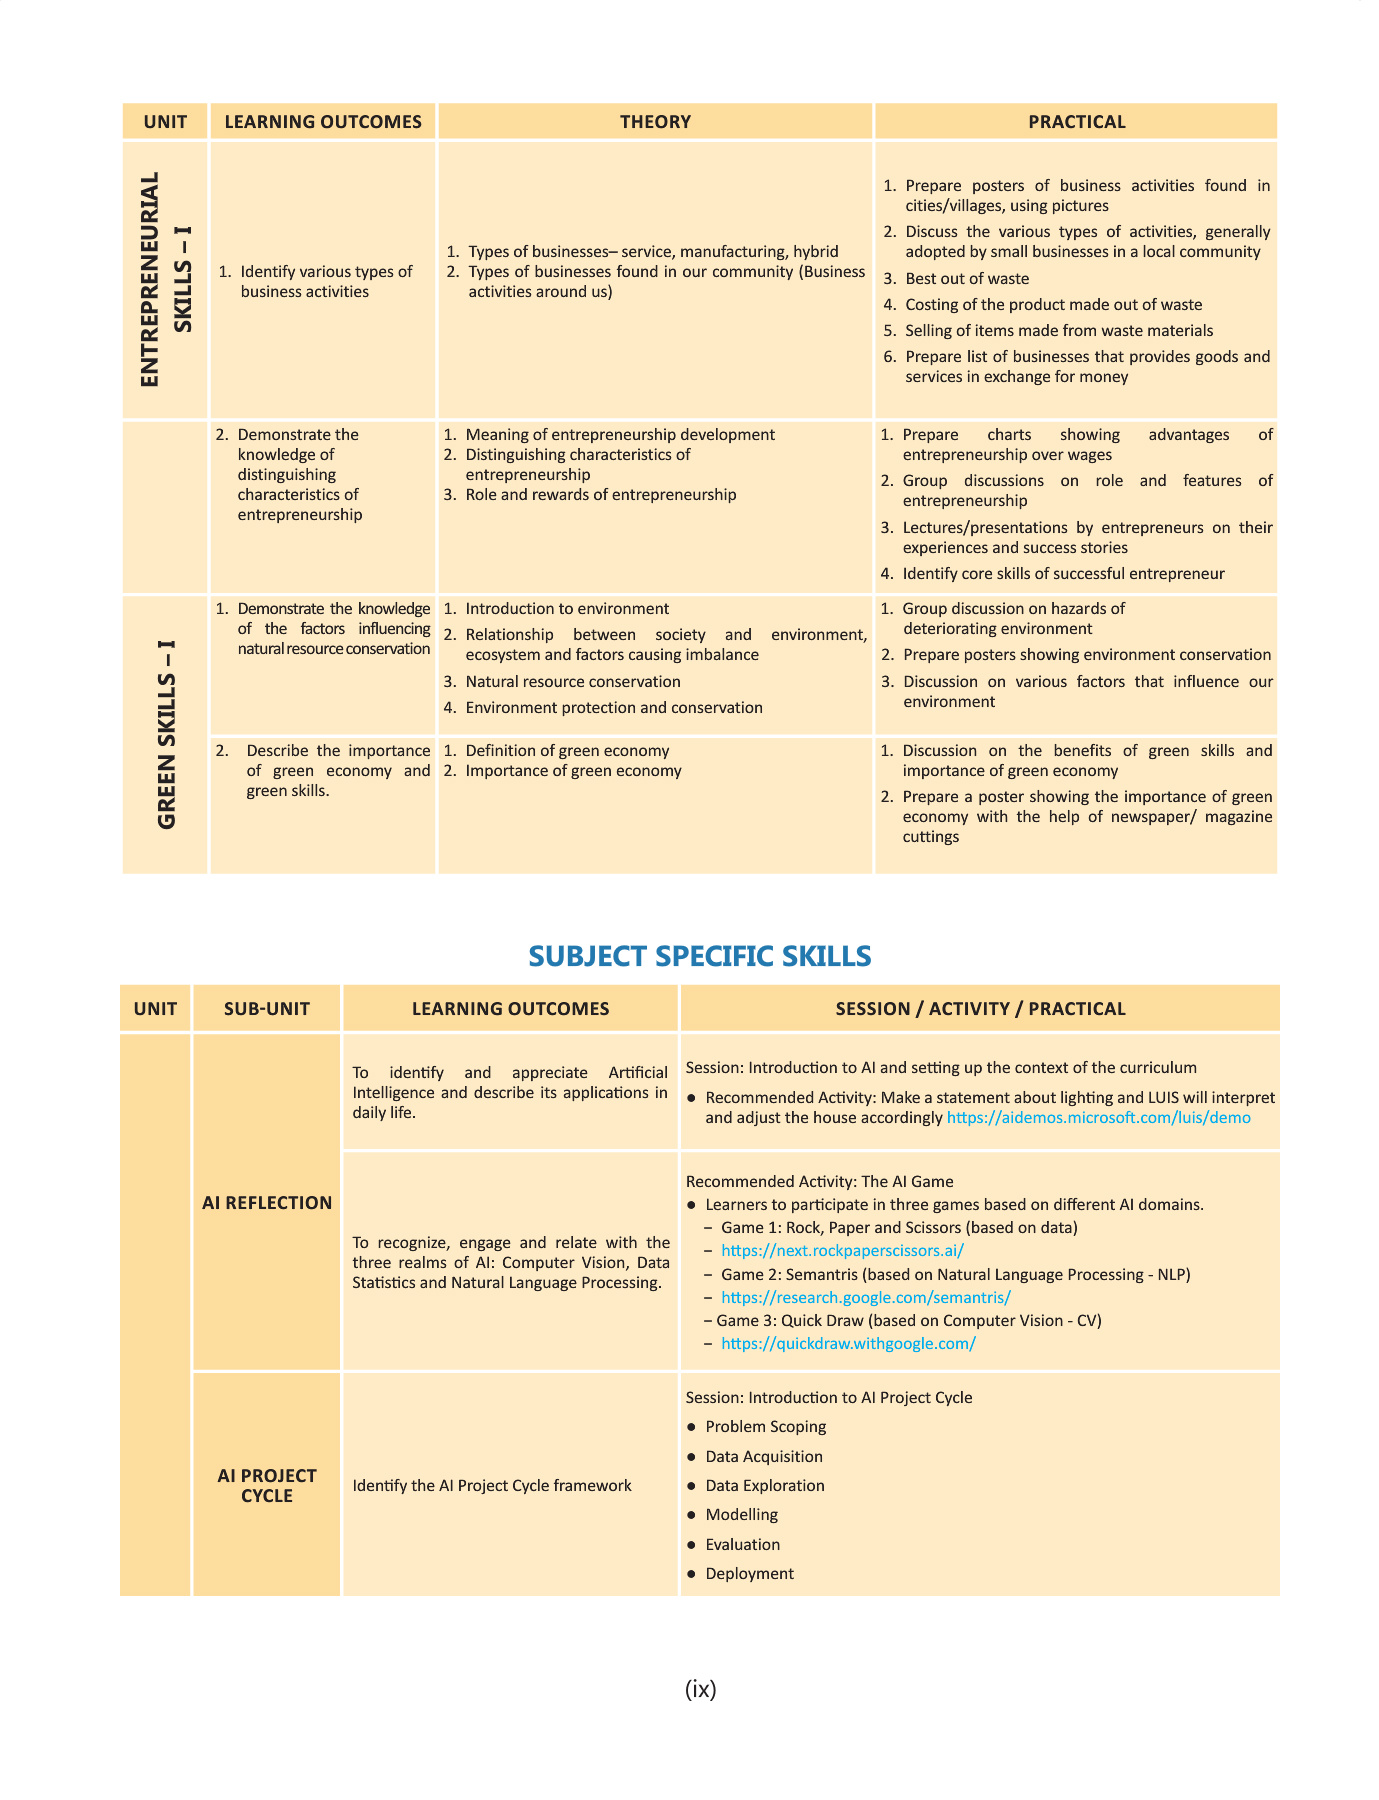 UNIT LEARNING OUTCOMES THEORY PRACTICAL
ENTREPRENEURIAL
SKILLS – I
1. Identify various types of
business activities
1. Types of businesses– service, manufacturing, hybrid
2. Types of businesses found in our community (Business
activities around us)
1. Prepare posters of business activities found in
cities/villages, using pictures
2. Discuss the various types of activities, generally
adopted by small businesses in a local community
3. Best out of waste
4. Costing of the product made out of waste
5. Selling of items made from waste materials
6. Prepare list of businesses that provides goods and
services in exchange for money
2. Demonstrate the
knowledge of
distinguishing
characteristics of
entrepreneurship
1. Meaning of entrepreneurship development
2. Distinguishing characteristics of
entrepreneurship
3. Role and rewards of entrepreneurship
1. Prepare charts showing advantages of
entrepreneurship over wages
2. Group discussions on role and features of
entrepreneurship
3. Lectures/presentations by entrepreneurs on their
experiences and success stories
4. Identify core skills of successful entrepreneur
GREEN SKILLS – I
1. Demonstrate the knowledge
of the factors influencing
natural resource conservation
1. Introduction to environment
2. Relationship between society and environment,
ecosystem and factors causing imbalance
3. Natural resource conservation
4. Environment protection and conservation
1. Group discussion on hazards of
deteriorating environment
2. Prepare posters showing environment conservation
3. Discussion on various factors that influence our
environment
2. Describe the importance
of green economy and
green skills.
1. Definition of green economy
2. Importance of green economy
1. Discussion on the benefits of green skills and
importance of green economy
2. Prepare a poster showing the importance of green
economy with the help of newspaper/ magazine
cuttings
SUBJECT SPECIFIC SKILLS
UNIT SUB-UNIT LEARNING OUTCOMES SESSION / ACTIVITY / PRACTICAL
AI REFLECTION
To identify and appreciate Artificial
Intelligence and describe its applications in
daily life.
Session: Introduction to AI and setting up the context of the curriculum
● Recommended Activity: Make a statement about lighting and LUIS will interpret
and adjust the house accordingly https://aidemos.microsoft.com/luis/demo
To recognize, engage and relate with the
three realms of AI: Computer Vision, Data
Statistics and Natural Language Processing.
Recommended Activity: The AI Game
● Learners to participate in three games based on different AI domains.
– Game 1: Rock, Paper and Scissors (based on data)
– https://next.rockpaperscissors.ai/
– Game 2: Semantris (based on Natural Language Processing - NLP)
– https://research.google.com/semantris/
– Game 3: Quick Draw (based on Computer Vision - CV)
– https://quickdraw.withgoogle.com/
AI PROJECT
CYCLE
Identify the AI Project Cycle framework
Session: Introduction to AI Project Cycle
● Problem Scoping
● Data Acquisition
● Data Exploration
● Modelling
● Evaluation
● Deployment
(ix)